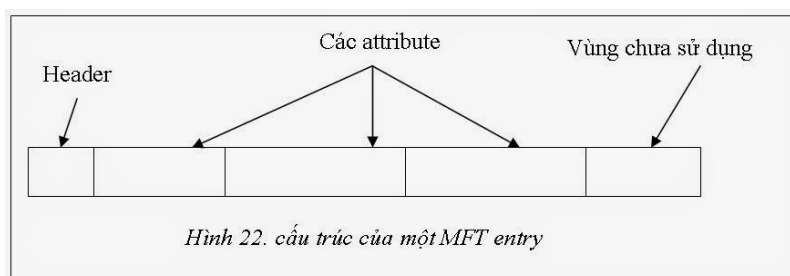 Các attribute
Vùng chưa sử dụng
Header
Hình 22. cấu trúc của một MFT entry